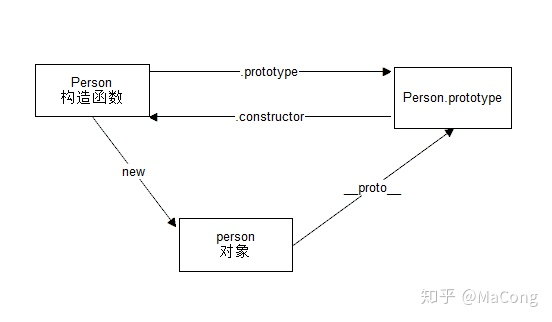 .prototype
Person
构造函数
Person.prototype
.constructor
new
__proto__
person
对象
知乎 @MaCong